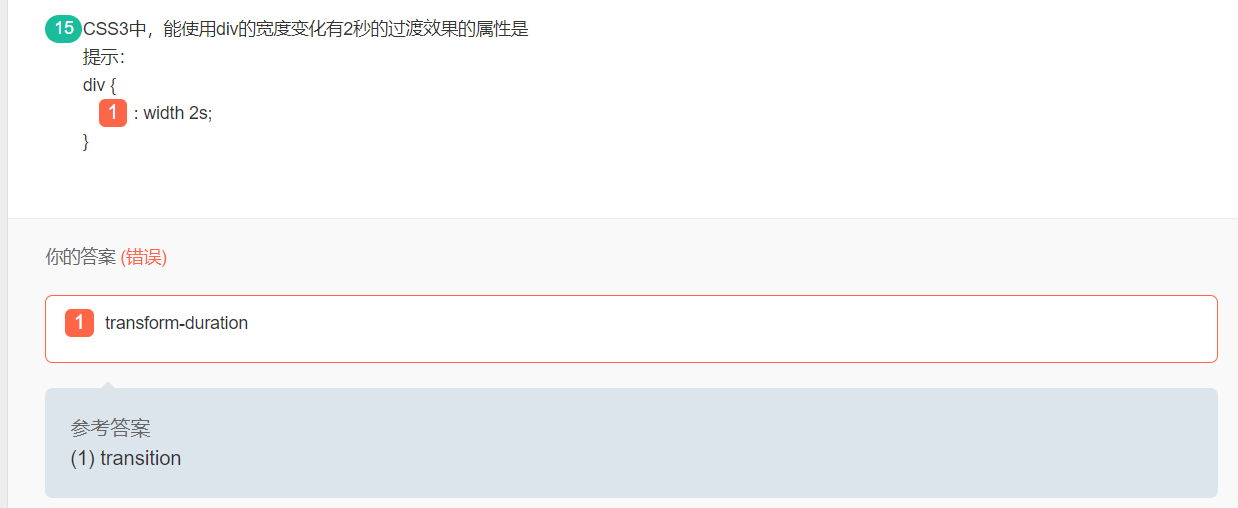 15 CSS3中，能使用div的宽度变化有2秒的过渡效果的属性是
提示：
div {
1 : width 2s;
}
你的答案 (错误)
1 transform-duration
参考答案
(1) transition